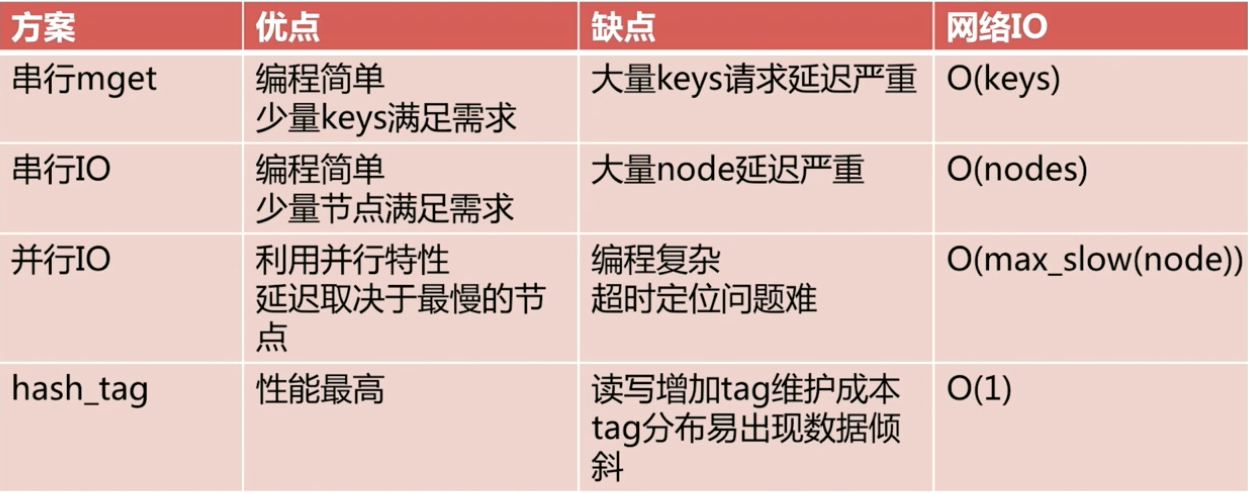 方案 优点 缺点 网络IO
串行mget 编程简单 大量keys请求延迟严重 O(keys)
少量keys满足需求
串行IO 编程简单 大量node延迟严重 O(nodes)
少量节点满足需求
并行IO 利用并行特性 编程复杂 O(max_slow(node))
延迟取决于最慢的节 超时定位问题难
点
hash_tag 性能最高 读写增加tag维护成本 O(1)
tag分布易出现数据倾
斜